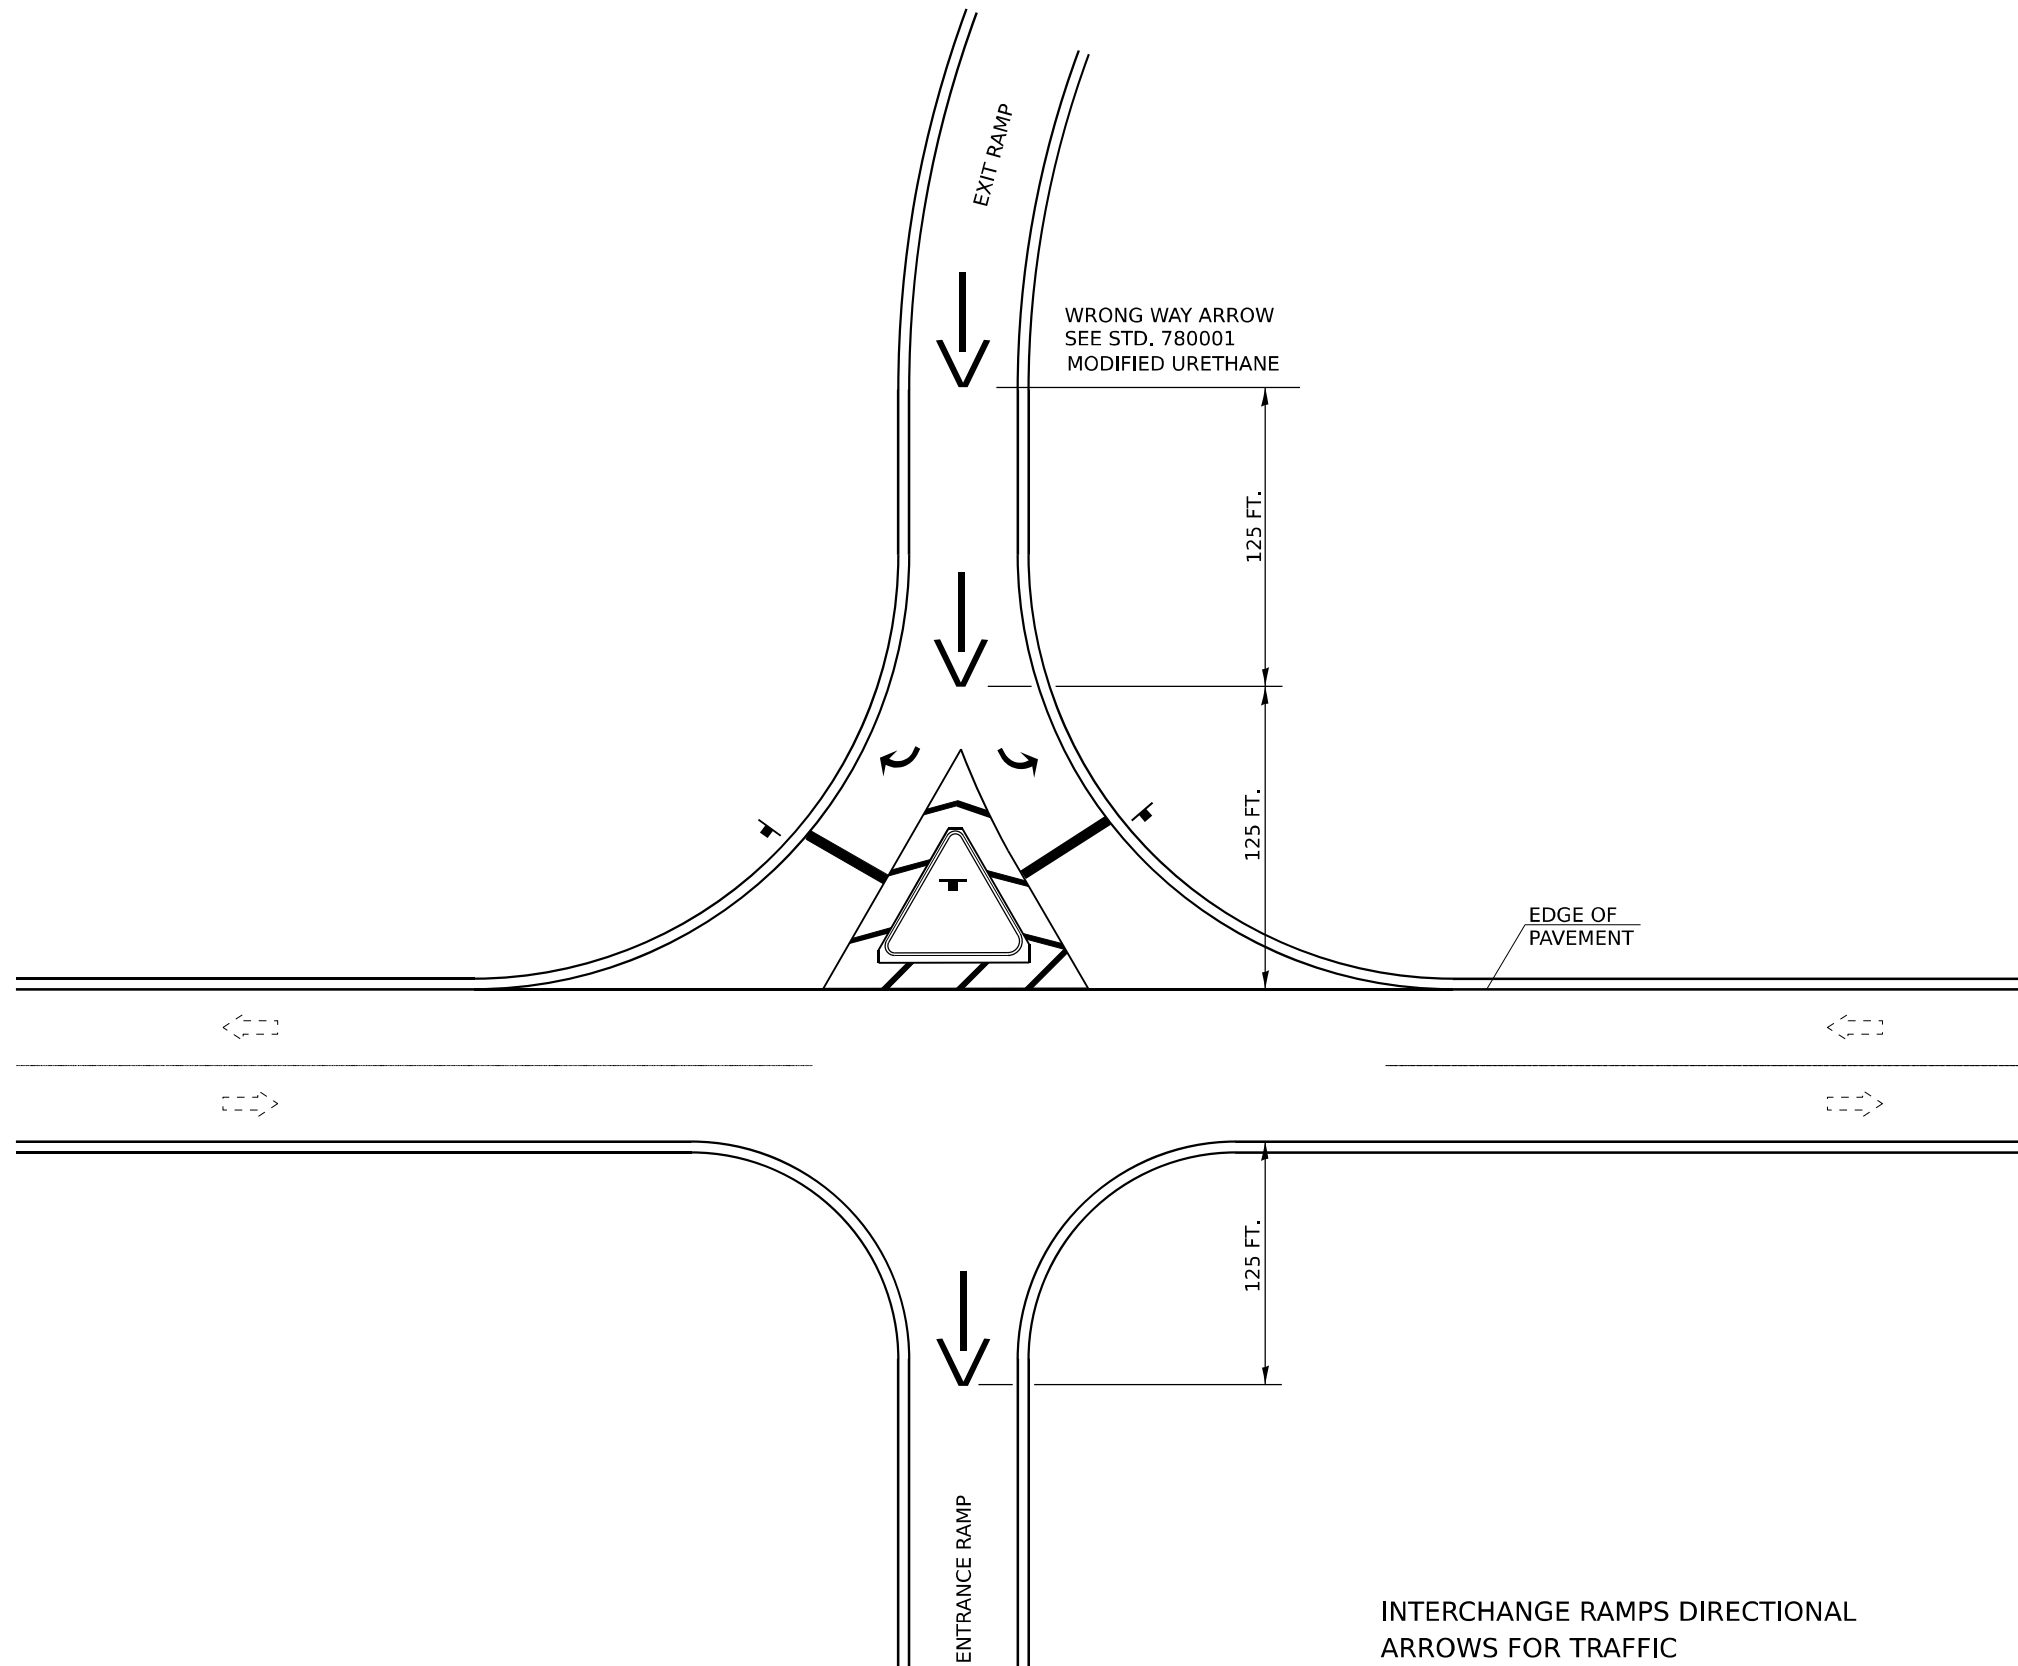 EXIT RAMP
WRONG WAY ARROW
SEE STD. 780001
MODIFIED URETHANE
125 FT.
125 FT.
EDGE OF
PAVEMENT
125 FT.
ENTRANCE RAMP
INTERCHANGE RAMPS DIRECTIONAL
ARROWS FOR TRAFFIC